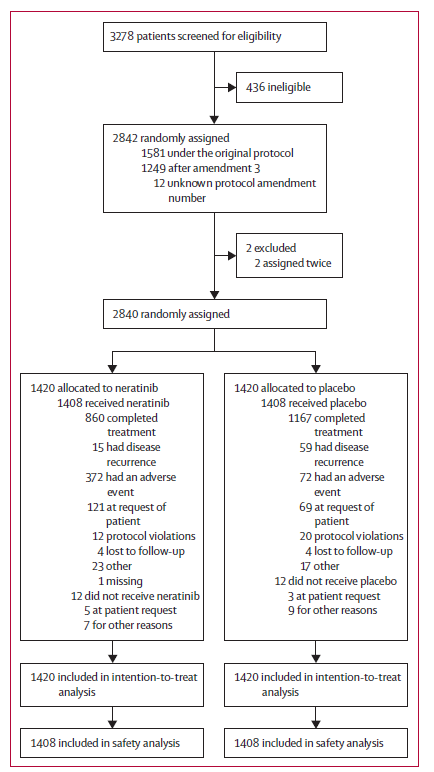 3278 patients screened for eligibility
436 ineligible
2842 randomly assigned
1581 under the original protocol
1249 after amendment 3
12 unknown protocol amendment
number
2 excluded
2 assigned twice
2840 randomly assigned
1420 allocated to neratinib
1408 received neratinib
860 completed
treatment
15 had disease
recurrence
372 had an adverse
event
121 at request of
patient
12 protocol violations
4 lost to follow-up
23 other
1 missing
12 did not receive neratinib
5 at patient request
7 for other reasons
1420 allocated to placebo
1408 received placebo
1167 completed
treatment
59 had disease
recurrence
72 had an adverse
event
69 at request of
patient
20 protocol violations
4 lost to follow-up
17 other
12 did not receive placebo
3 at patient request
9 for other reasons
1420 included in intention-to-treat
analysis
1420 included in intention-to-treat
analysis
1408 included in safety analysis
1408 included in safety analysis